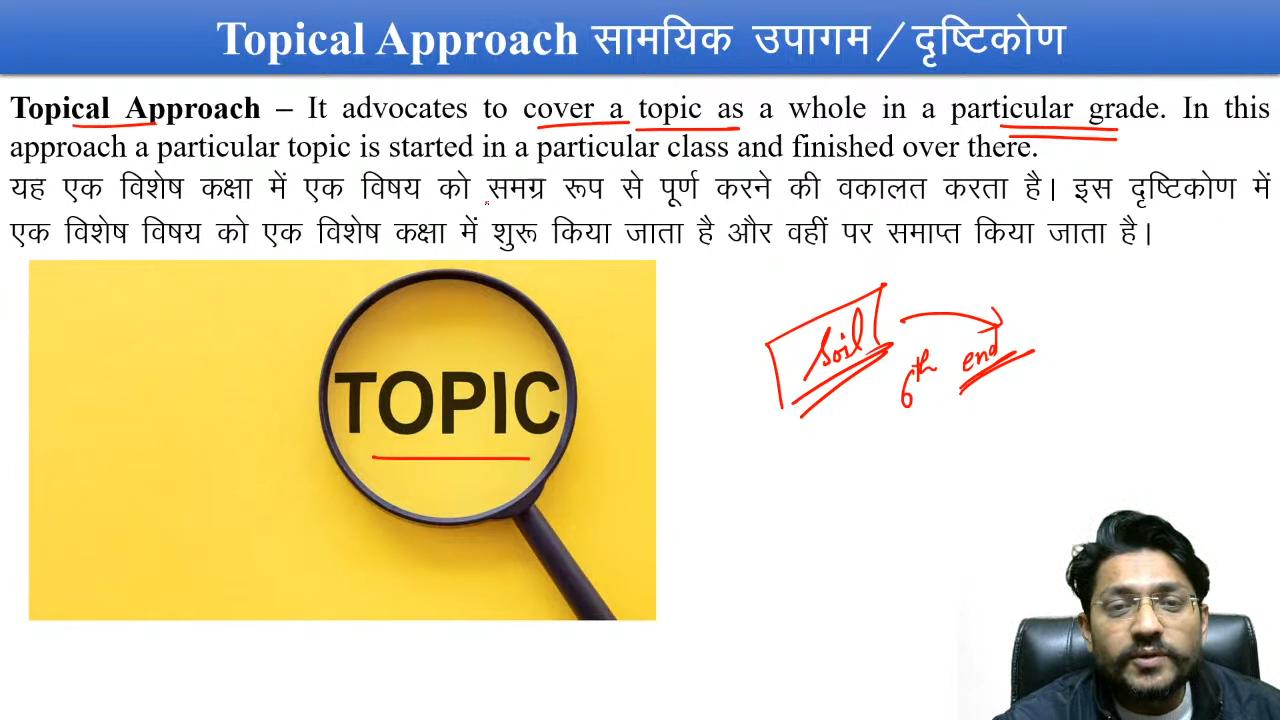 Topical Approach सामयिक उपागम/दृष्टिकोण
Topical Approach – It advocates to cover a topic as a whole in a particular grade. In this
approach a particular topic is started in a particular class and finished over there.
यह एक विशेष कक्षा में एक विषय को समग्र रूप से पूर्ण करने की वकालत करता है। इस दृष्टिकोण में
एक विशेष विषय को एक विशेष कक्षा में शुरू किया जाता है और वहीं पर समाप्त किया जाता है।
TOPIC
Soil
6th end